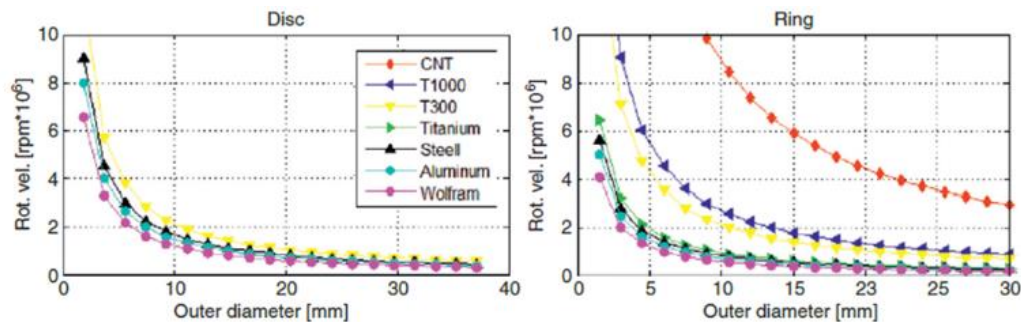 Disc
Ring
10
8
6
4
2
0
Rot. vel. [rpm*10⁶]
CNT
T1000
T300
Titanium
Steell
Aluminum
Wolfram
0 10 20 30 40
Outer diameter [mm]
10
8
6
4
2
0
Rot. vel. [rpm*10⁶]
0 5 10 15 23 23 25 30
Outer diameter [mm]